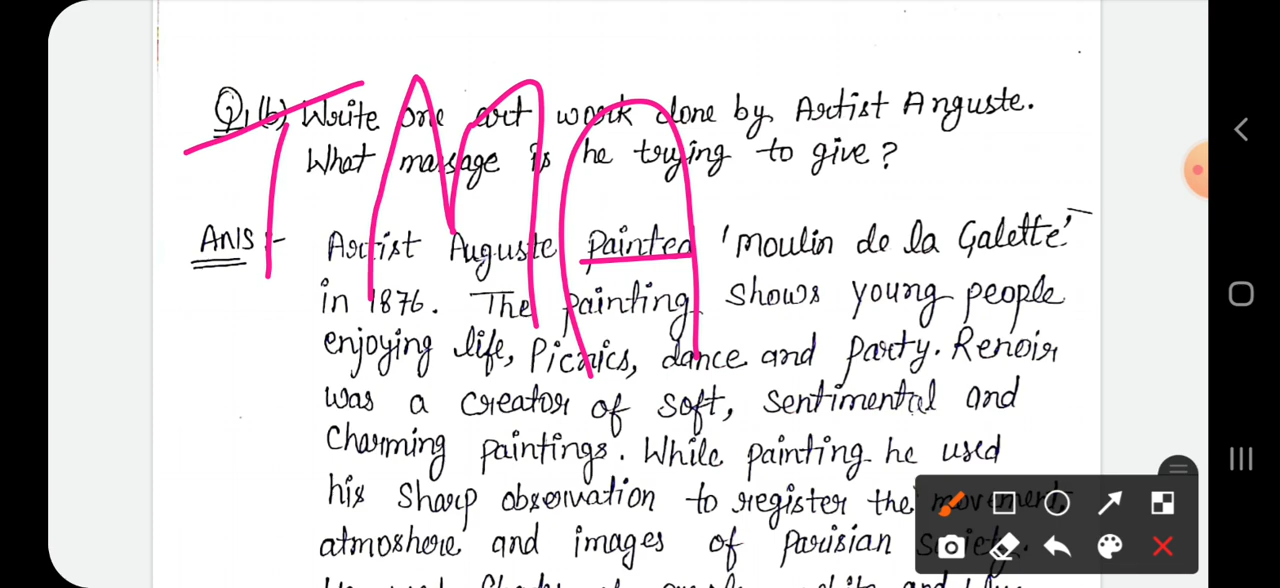 Q1(b) Write one art work done by Artist Anguste.
What massage is he trying to give?
ANS :- Artist Auguste Painted 'Moulin de la Galette'
in 1876. The painting shows young people
enjoying life, Picnics, dance and party. Renoir
was a creator of soft, sentimental and
charming paintings. While painting he used
his sharp observation to register the movement,
atmoshore and images of Parisian society.
TMA